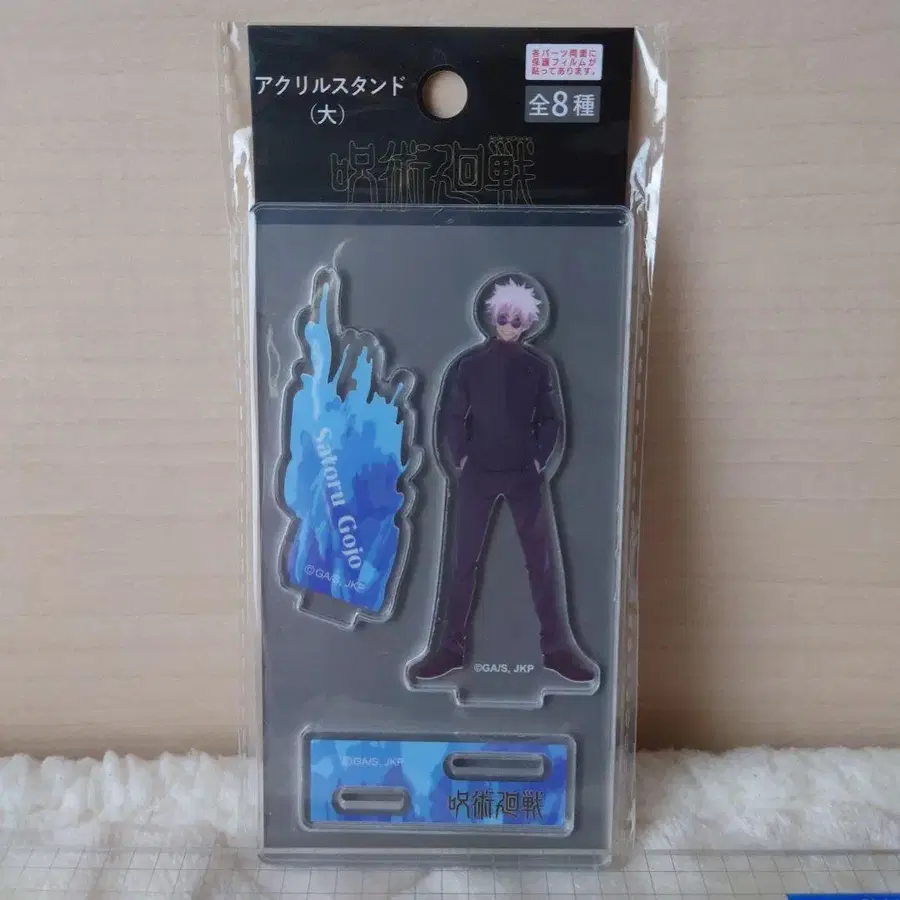 アクリルスタンド
(大)
各パーツ両面に
保護フィルムが
貼ってあります。
全8種
呪術廻戦
Satoru Gojo
©GA/S, JKP
©GA/S, JKP
©GA/S, JKP
呪術廻戦